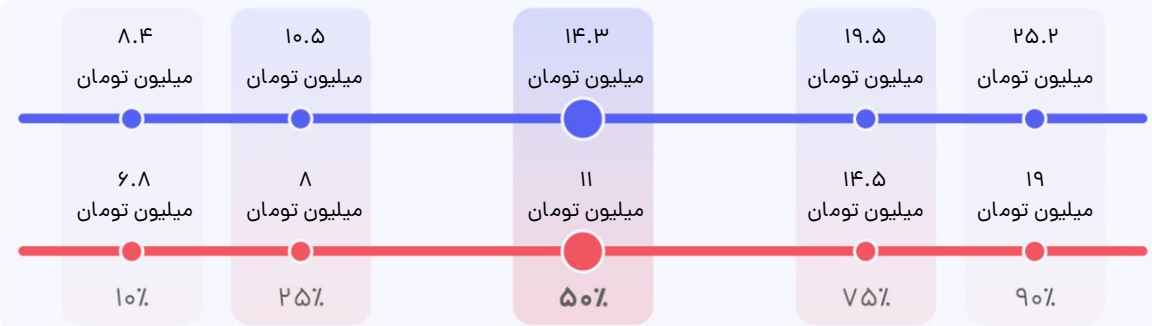 ۸.۴ ۱۰.۵ ۱۴.۳ ۱۹.۵ ۲۵.۲
میلیون تومان میلیون تومان میلیون تومان میلیون تومان میلیون تومان
۶.۸ ۸ ۱۱ ۱۴.۵ ۱۹
میلیون تومان میلیون تومان میلیون تومان میلیون تومان میلیون تومان
۱۰٪ ۲۵٪ ۵۰٪ ۷۵٪ ۹۰٪